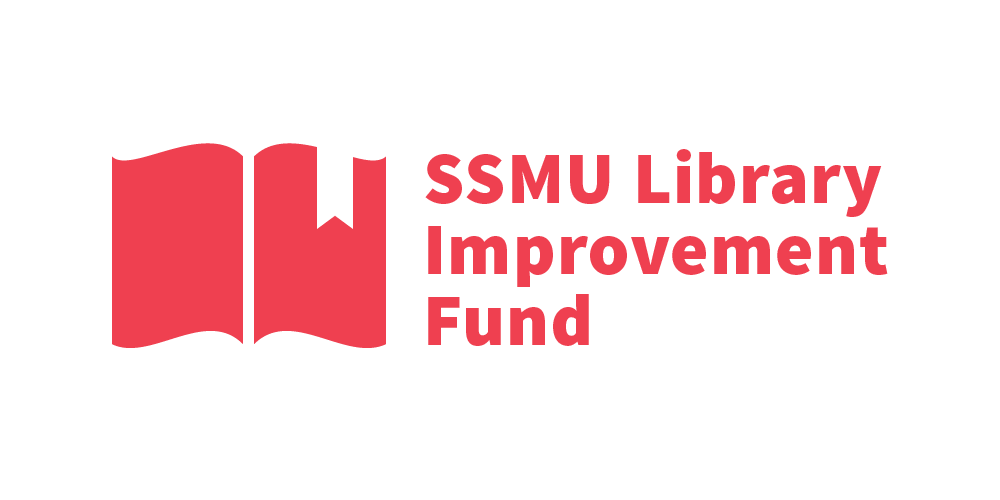 SSMU Library
Improvement
Fund